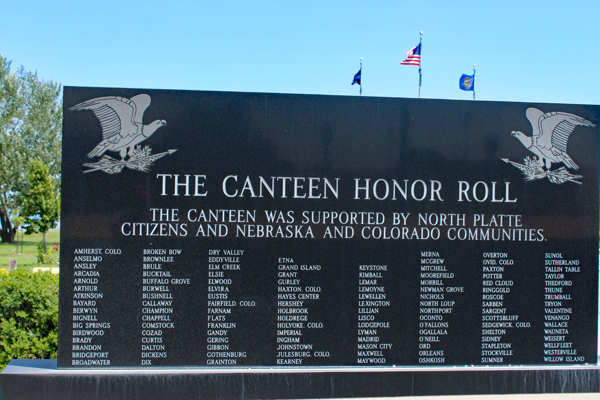 THE CANTEEN HONOR ROLL
THE CANTEEN WAS SUPPORTED BY NORTH PLATTE
CITIZENS AND NEBRASKA AND COLORADO COMMUNITIES.
AMHERST, COLO.
ANSELMO
ANSLEY
ARCADIA
ARNOLD
ARTHUR
ATKINSON
BAYARD
BERWYN
BIGNELL
BIG SPRINGS
BIRDWOOD
BRADY
BRANDON
BRIDGEPORT
BROADWATER
BROKEN BOW
BROWNLEE
BRULE
BUCKTAIL
BUFFALO GROVE
BURWELL
BUSHNELL
CALLAWAY
CHAMPION
CHAPPELL
COMSTOCK
COZAD
CURTIS
DALTON
DICKENS
DIX
DRY VALLEY
EDDYVILLE
ELM CREEK
ELSIE
ELWOOD
ELVIRA
EUSTIS
FAIRFIELD, COLO.
FARNAM
FLATS
FRANKLIN
GANDY
GERING
GIBBON
GOTHENBURG
GRAINTON
ETNA
GRAND ISLAND
GRANT
GURLEY
HAXTON, COLO.
HAYES CENTER
HERSHEY
HOLBROOK
HOLDREGE
HOLYOKE, COLO.
IMPERIAL
INGHAM
JOHNSTOWN
JULESBURG, COLO.
KEARNEY
KEYSTONE
KIMBALL
LEMAR
LEMOYNE
LEWELLEN
LEXINGTON
LILLIAN
LISCO
LODGEPOLE
LYMAN
MADRID
MASON CITY
MAXWELL
MAYWOOD
MERNA
MCGREW
MITCHELL
MOOREFIELD
MORRILL
NEWMAN GROVE
NICHOLS
NORTH LOUP
NORTHPORT
OCONTO
O'FALLONS
OGALLALA
O'NEILL
ORD
ORLEANS
OSHKOSH
OVERTON
OVID, COLO.
PAXTON
POTTER
RED CLOUD
RINGGOLD
ROSCOE
SARBEN
SARGENT
SCOTTSBLUFF
SEDGEWICK, COLO.
SHELTON
SIDNEY
STAPLETON
STOCKVILLE
SUMNER
SUNOL
SUTHERLAND
TALLIN TABLE
TAYLOR
THEDFORD
THUNE
TRUMBALL
TRYON
VALENTINE
VENANGO
WALLACE
WAUNETA
WEISERT
WELLFLEET
WESTERVILLE
WILLOW ISLAND